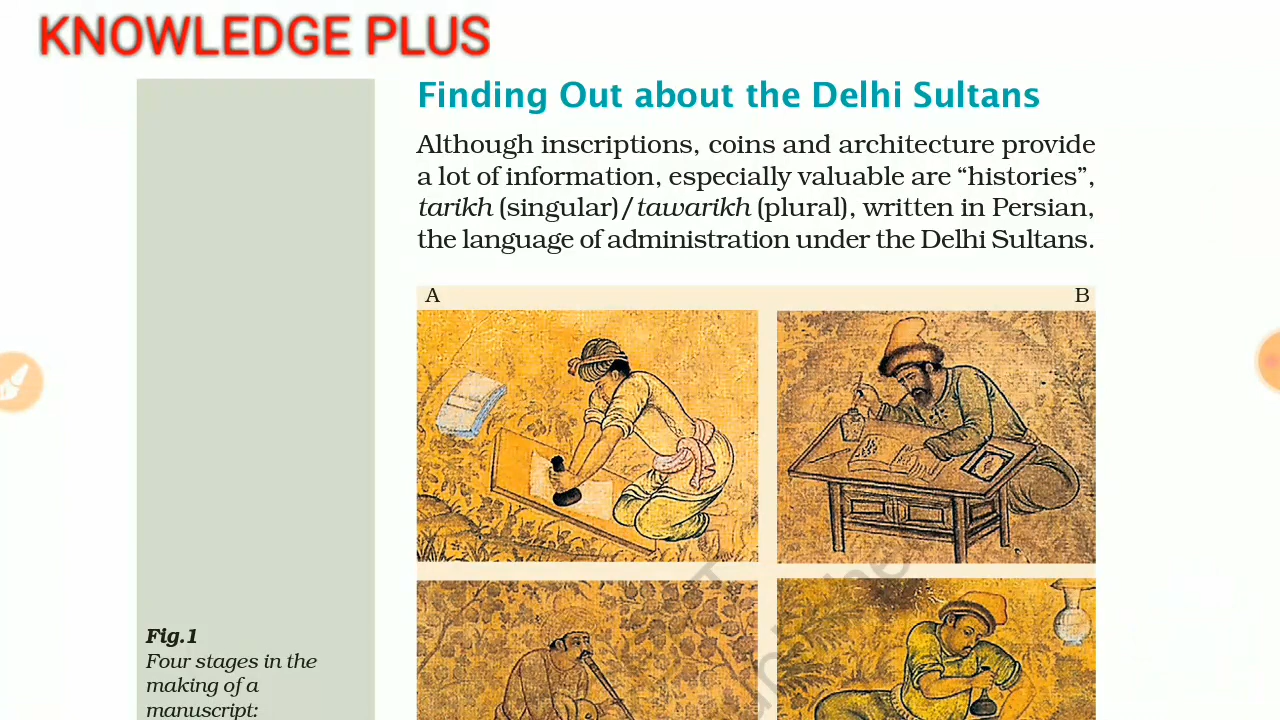 KNOWLEDGE PLUS
Finding Out about the Delhi Sultans
Although inscriptions, coins and architecture provide
a lot of information, especially valuable are “histories”,
tarikh (singular)/tawarikh (plural), written in Persian,
the language of administration under the Delhi Sultans.
A
B
Fig.1
Four stages in the
making of a
manuscript: